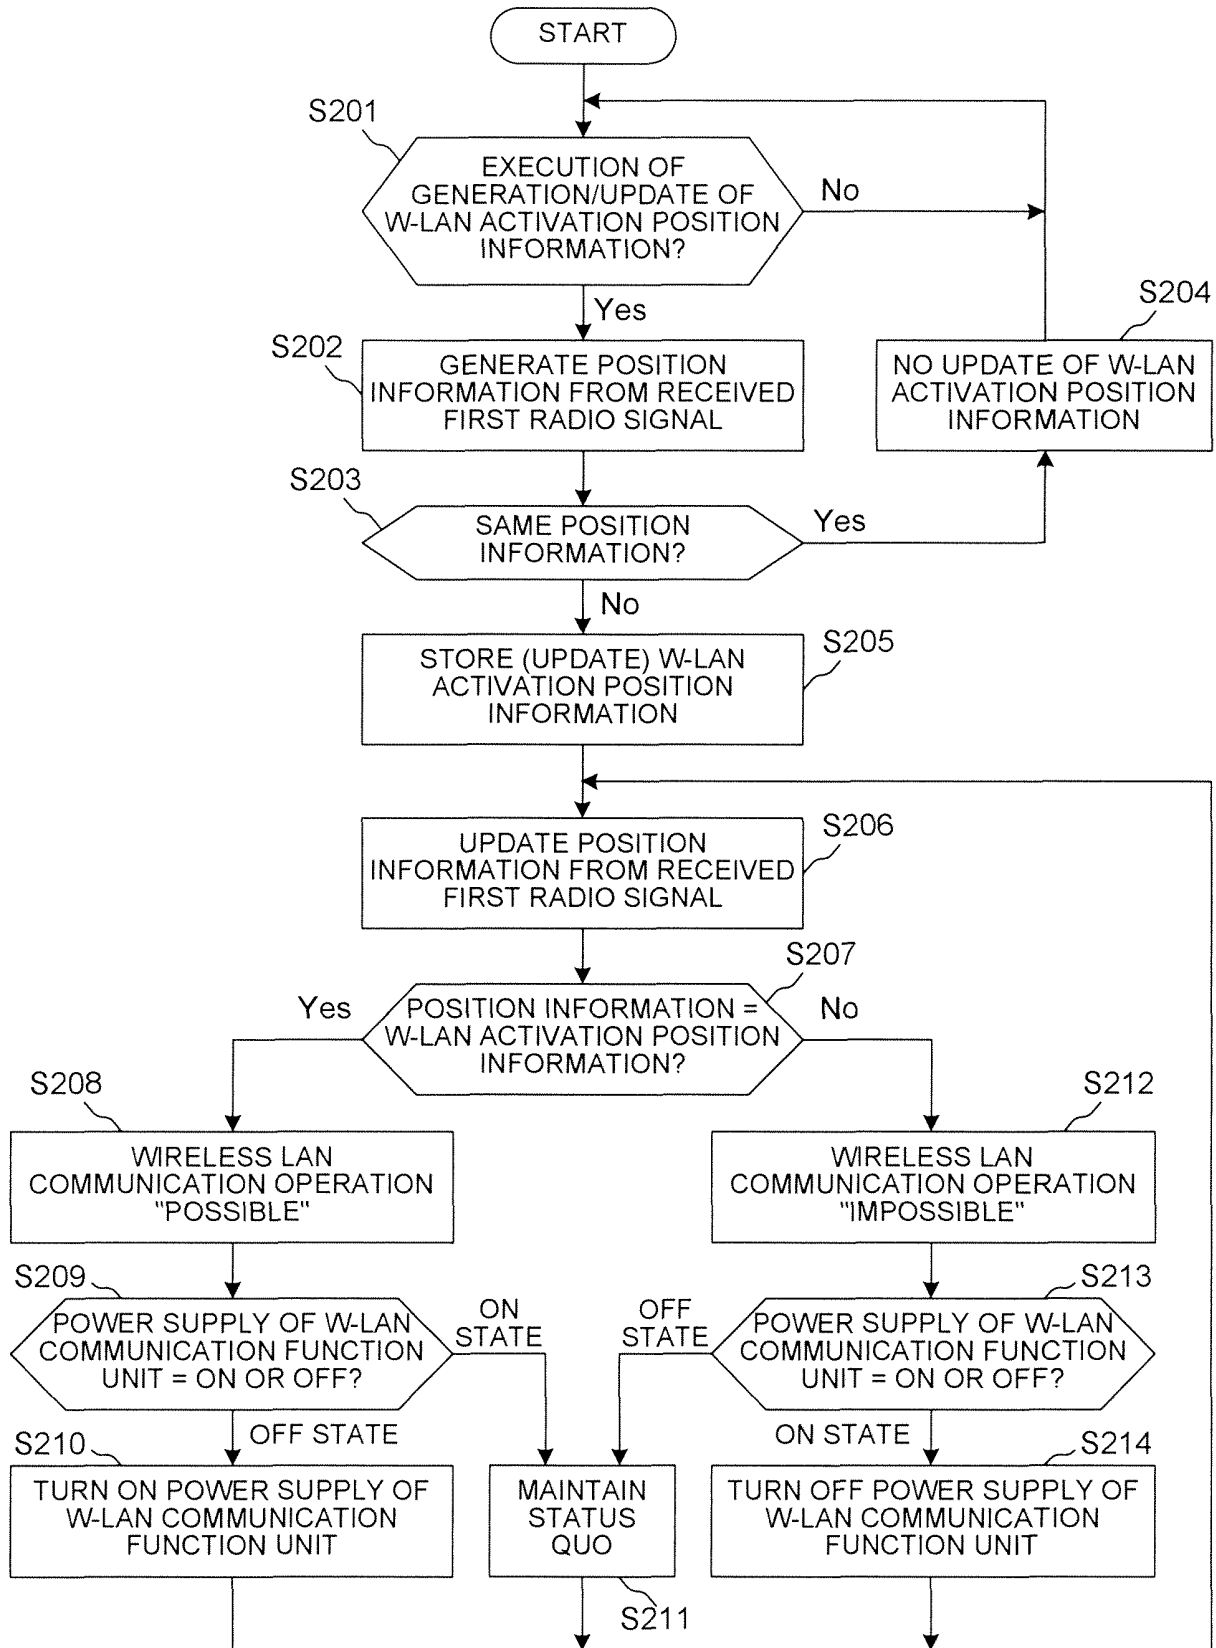 START
S201
EXECUTION OF
GENERATION/UPDATE OF
W-LAN ACTIVATION POSITION
INFORMATION?
No
Yes
S204
S202
GENERATE POSITION
INFORMATION FROM RECEIVED
FIRST RADIO SIGNAL
NO UPDATE OF W-LAN
ACTIVATION POSITION
INFORMATION
S203
SAME POSITION
INFORMATION?
Yes
No
S205
STORE (UPDATE) W-LAN
ACTIVATION POSITION
INFORMATION
S206
UPDATE POSITION
INFORMATION FROM RECEIVED
FIRST RADIO SIGNAL
S207
Yes
POSITION INFORMATION =
W-LAN ACTIVATION POSITION
INFORMATION?
No
S208
WIRELESS LAN
COMMUNICATION OPERATION
"POSSIBLE"
S212
WIRELESS LAN
COMMUNICATION OPERATION
"IMPOSSIBLE"
S209
POWER SUPPLY OF W-LAN
COMMUNICATION FUNCTION
UNIT = ON OR OFF?
ON
STATE
OFF
STATE
S213
POWER SUPPLY OF W-LAN
COMMUNICATION FUNCTION
UNIT = ON OR OFF?
OFF STATE
ON STATE
S210
TURN ON POWER SUPPLY OF
W-LAN COMMUNICATION
FUNCTION UNIT
MAINTAIN
STATUS
QUO
S211
S214
TURN OFF POWER SUPPLY OF
W-LAN COMMUNICATION
FUNCTION UNIT